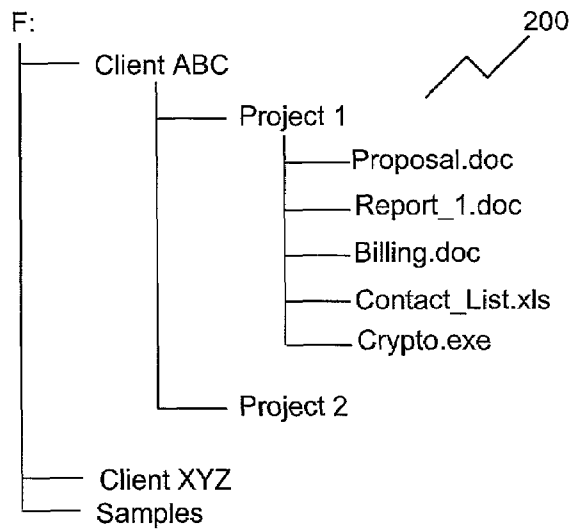 F:
200
Client ABC
Project 1
Proposal.doc
Report_1.doc
Billing.doc
Contact_List.xls
Crypto.exe
Project 2
Client XYZ
Samples